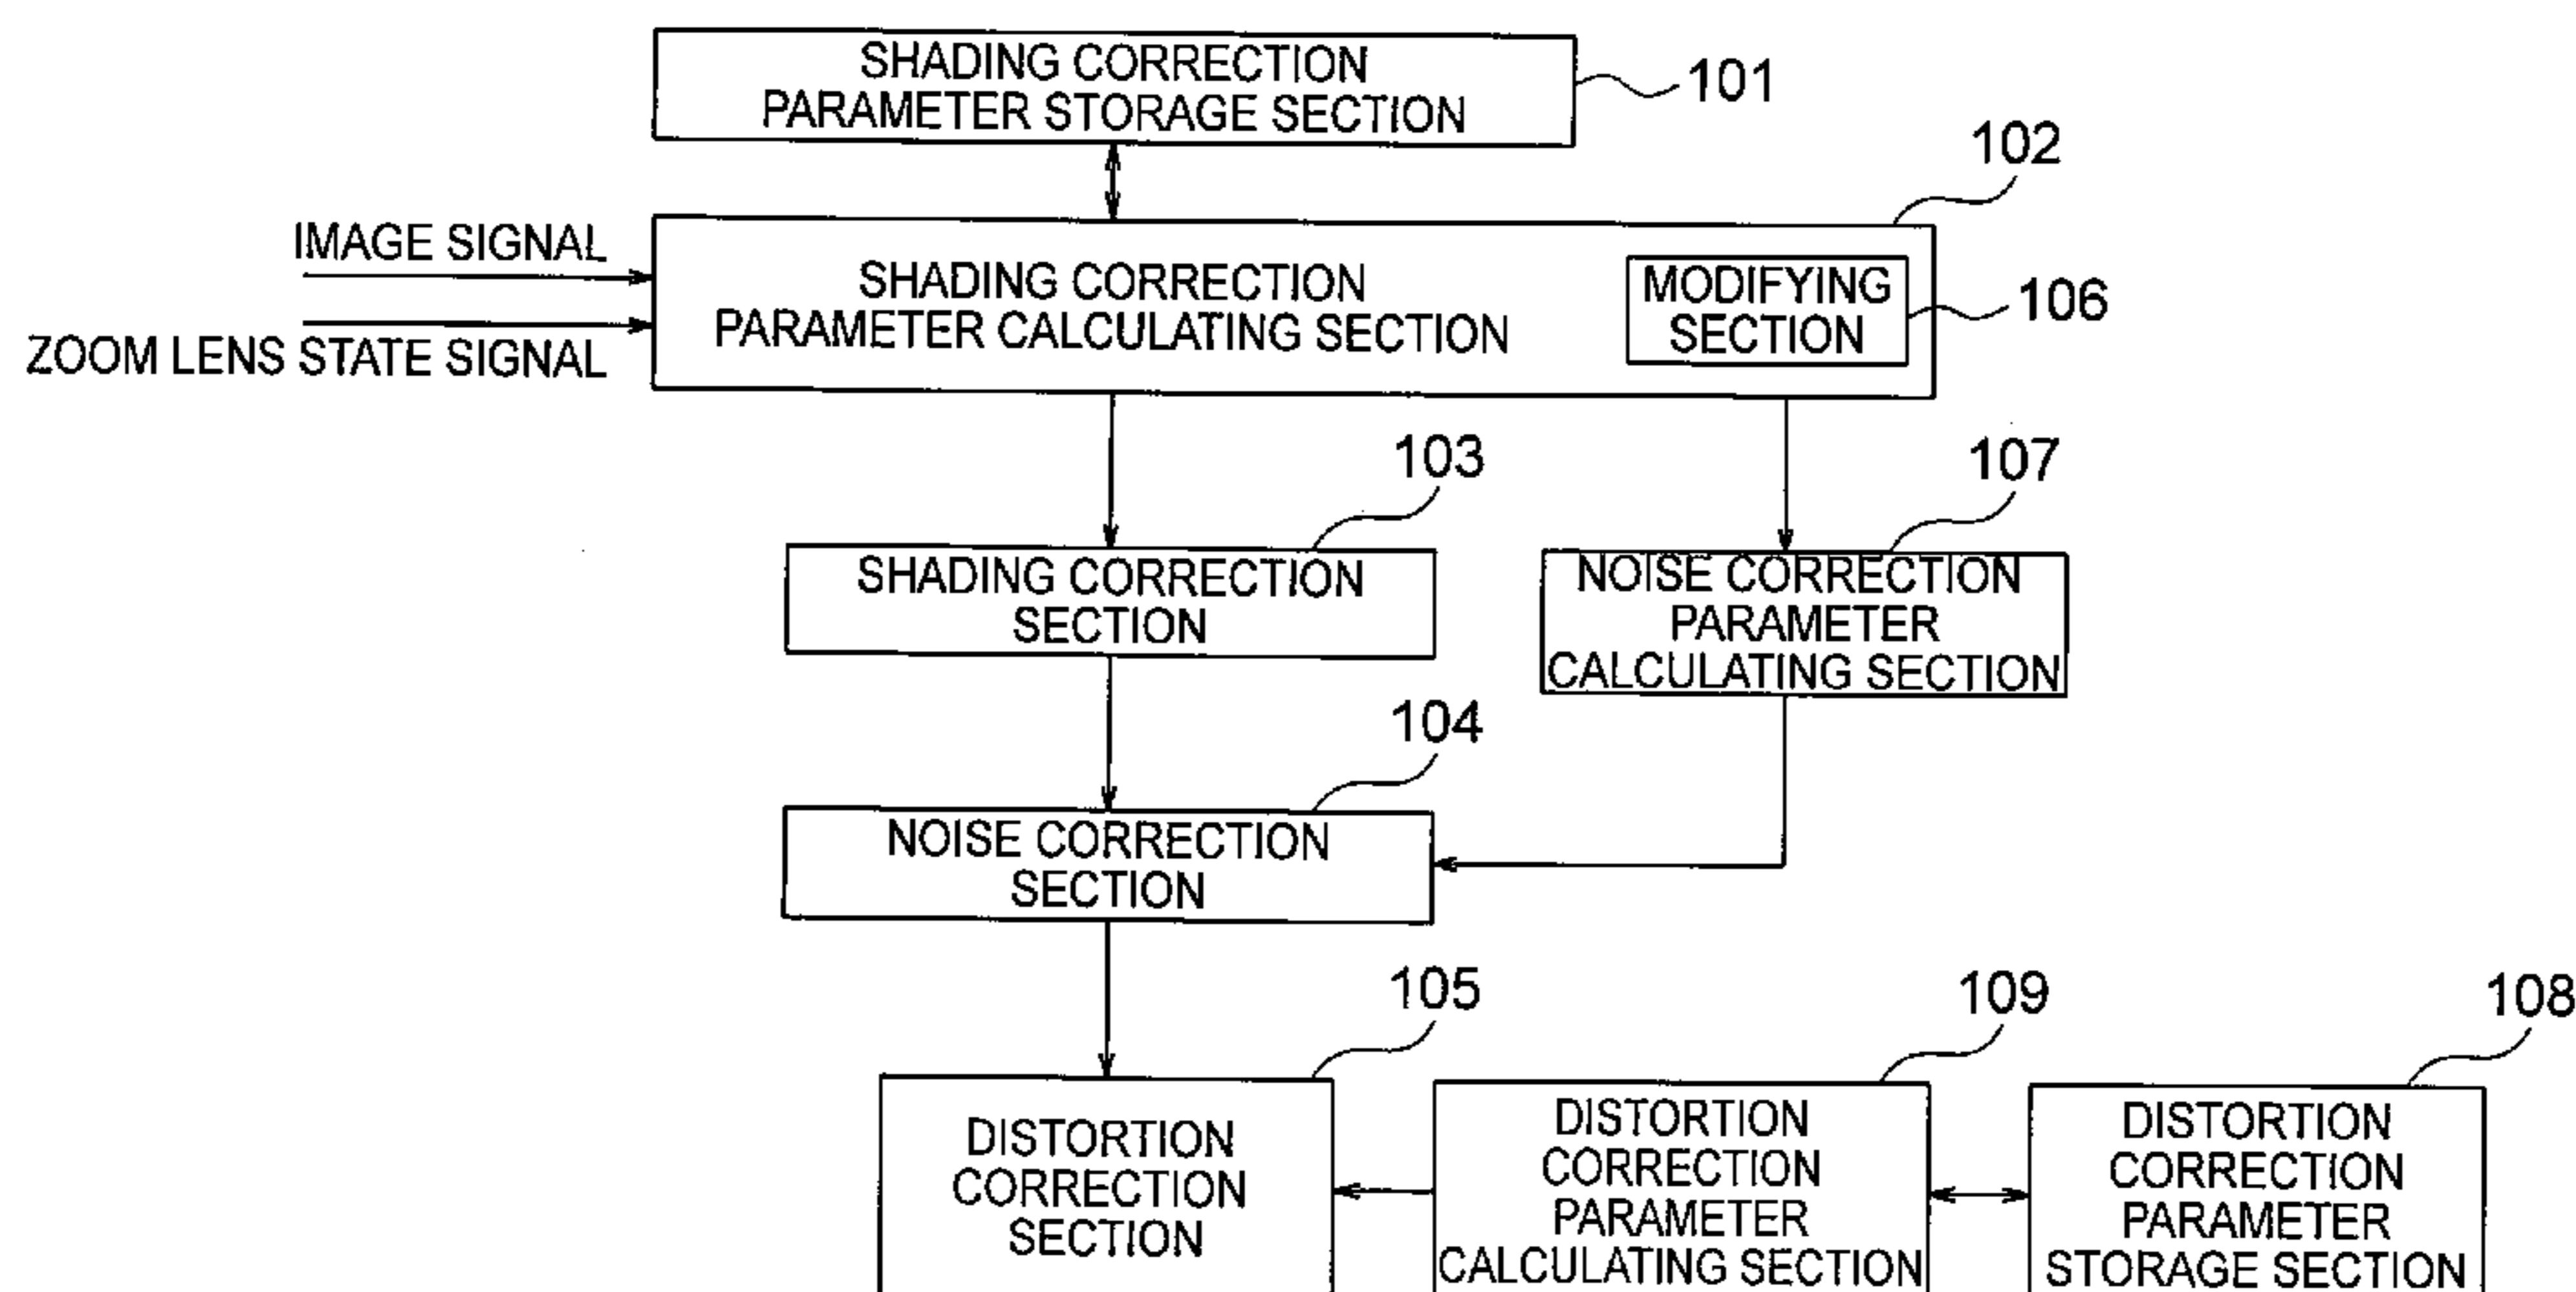 SHADING CORRECTION
PARAMETER STORAGE SECTION
101
102
IMAGE SIGNAL
ZOOM LENS STATE SIGNAL
SHADING CORRECTION
PARAMETER CALCULATING SECTION
MODIFYING
SECTION
106
103
107
SHADING CORRECTION
SECTION
NOISE CORRECTION
PARAMETER
CALCULATING SECTION
104
NOISE CORRECTION
SECTION
105
109
108
DISTORTION
CORRECTION
SECTION
DISTORTION
CORRECTION
PARAMETER
CALCULATING SECTION
DISTORTION
CORRECTION
PARAMETER
STORAGE SECTION